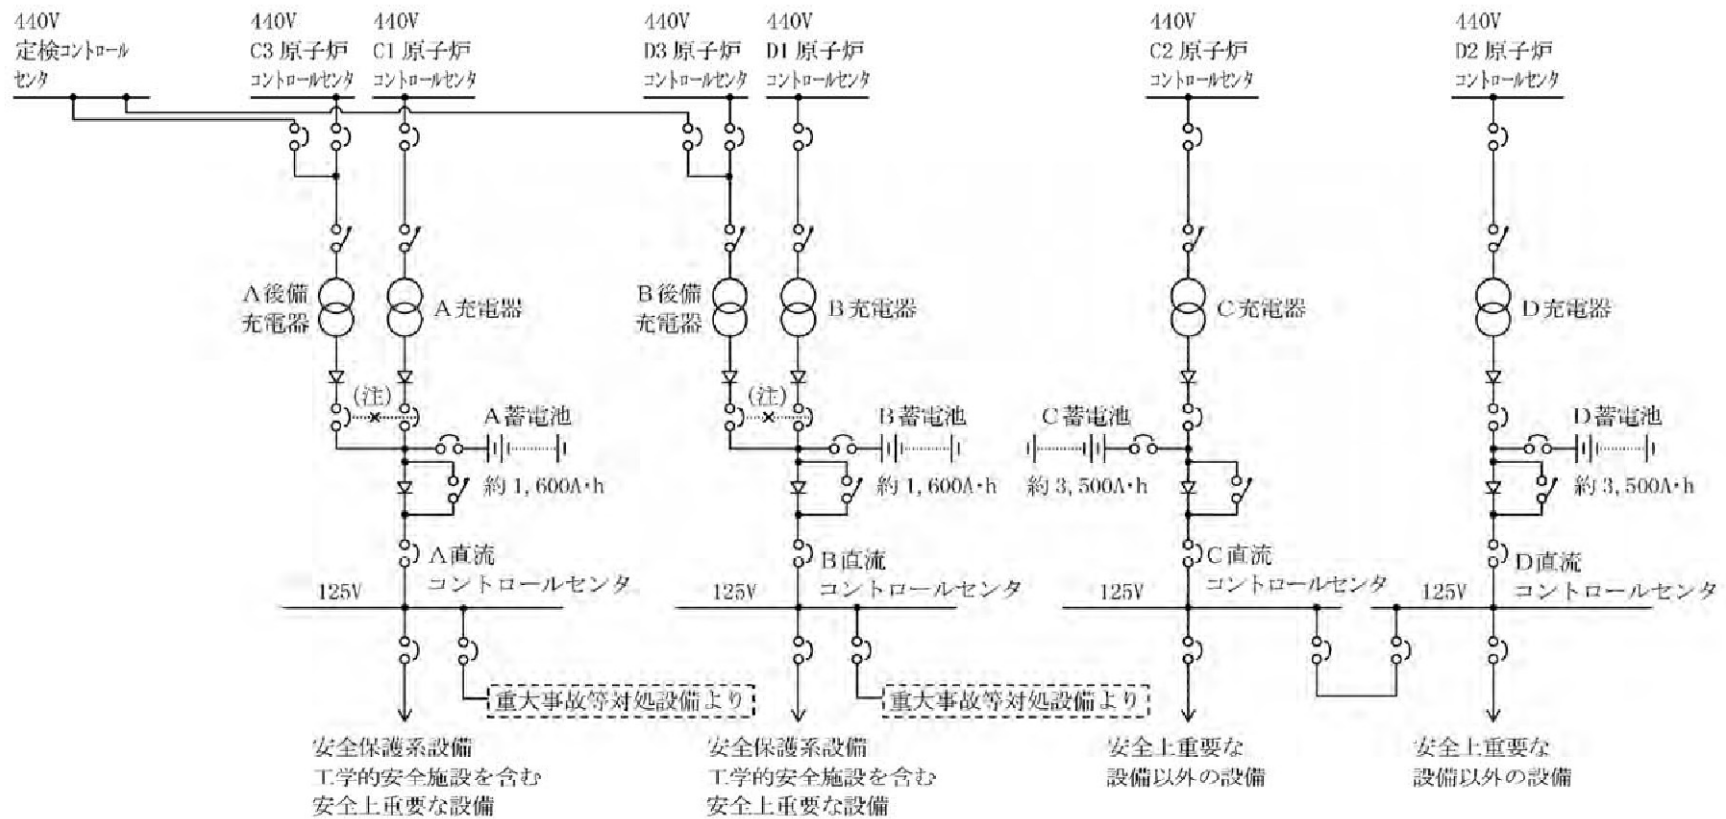 440V
定検コントロール
センタ
440V
C3 原子炉
コントロールセンタ
440V
C1 原子炉
コントロールセンタ
440V
D3 原子炉
コントロールセンタ
440V
D1 原子炉
コントロールセンタ
440V
C2 原子炉
コントロールセンタ
440V
D2 原子炉
コントロールセンタ
A後備
充電器
A充電器
B後備
充電器
B充電器
C充電器
D充電器
(注)
A蓄電池
約1,600A・h
(注)
B蓄電池
約1,600A・h
C蓄電池
約3,500A・h
D蓄電池
約3,500A・h
A直流
コントロールセンタ
125V
B直流
コントロールセンタ
125V
C直流
コントロールセンタ
125V
D直流
コントロールセンタ
125V
重大事故等対処設備より
重大事故等対処設備より
安全保護系設備
工学的安全施設を含む
安全上重要な設備
安全保護系設備
工学的安全施設を含む
安全上重要な設備
安全上重要な
設備以外の設備
安全上重要な
設備以外の設備